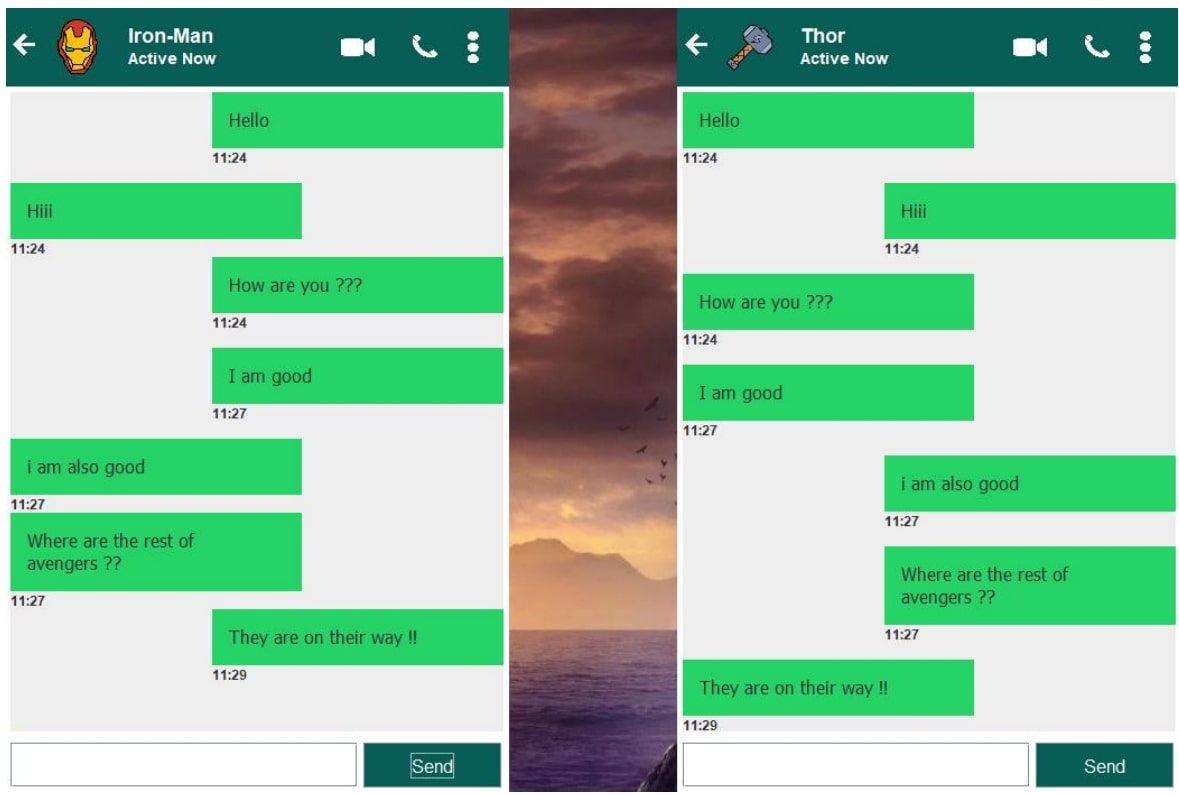 Iron-Man
Active Now
Hello
11:24
Hiii
11:24
How are you ???
11:24
I am good
11:27
i am also good
11:27
Where are the rest of
avengers ??
11:27
They are on their way !!
11:29
Send
Thor
Active Now
Hello
11:24
Hiii
11:24
How are you ???
11:24
I am good
11:27
i am also good
11:27
Where are the rest of
avengers ??
11:27
They are on their way !!
11:29
Send